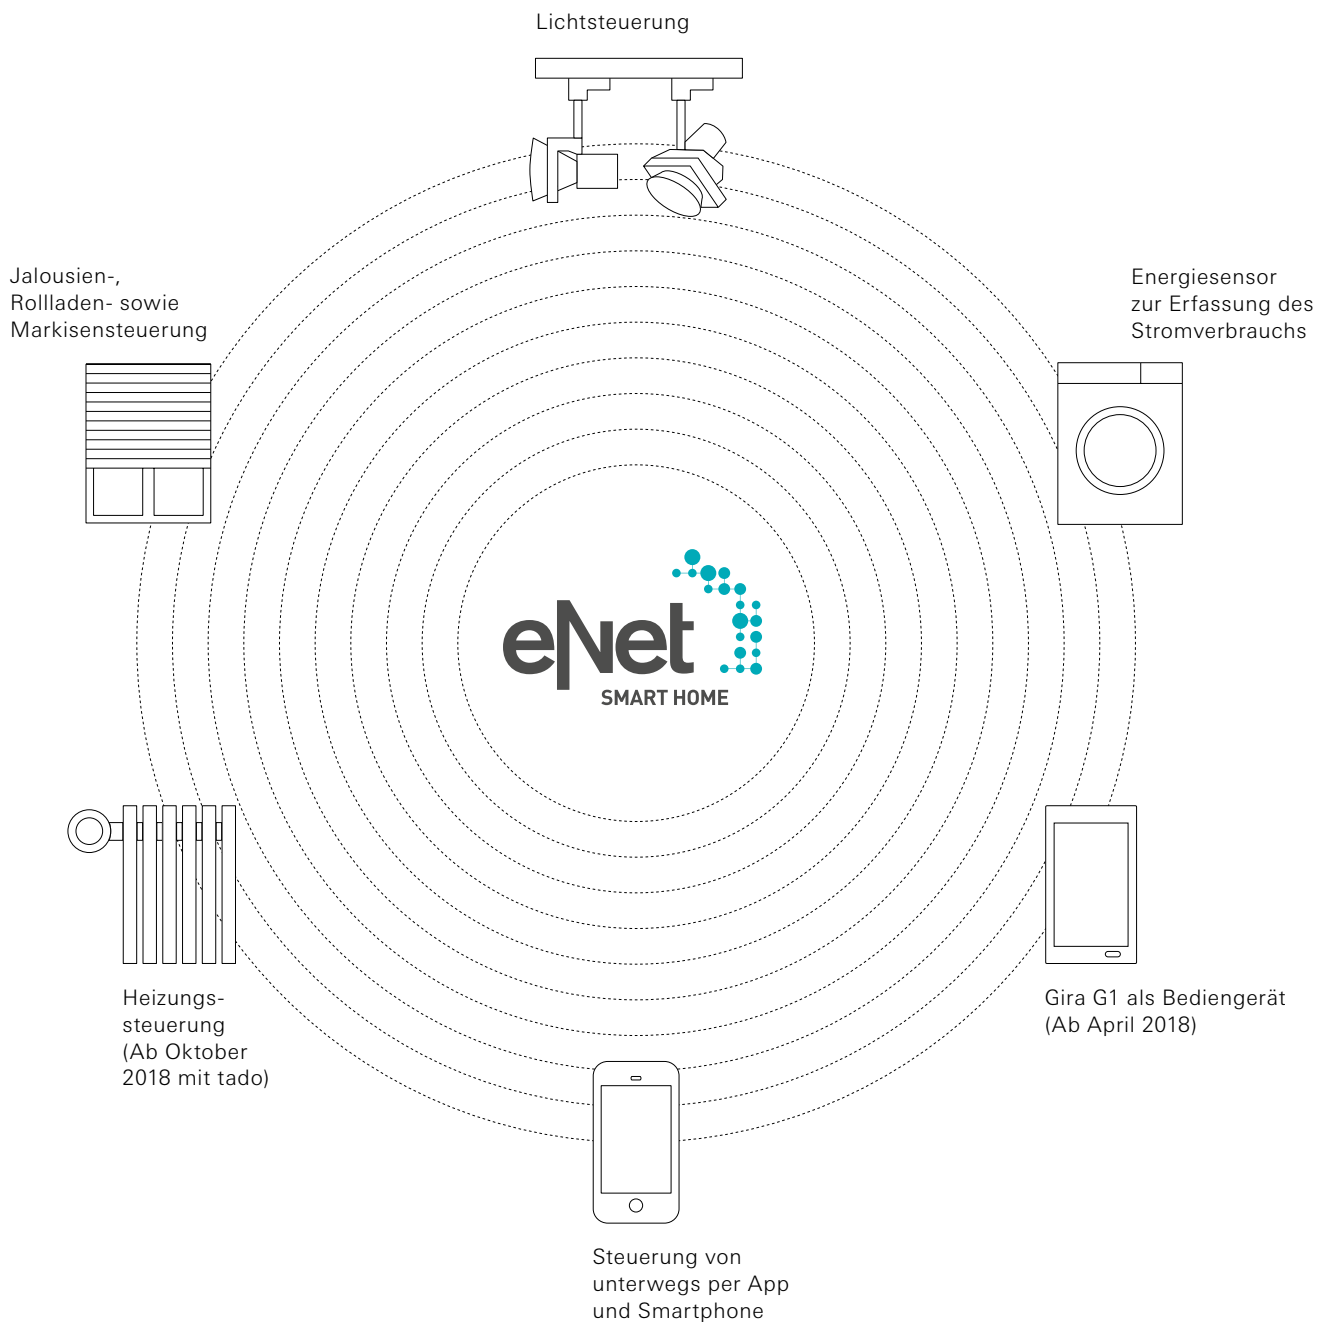 Lichtsteuerung
Jalousien-,
Rollladen- sowie
Markisensteuerung
Energiesensor
zur Erfassung des
Stromverbrauchs
eNet
SMART HOME
Heizungs-
steuerung
(Ab Oktober
2018 mit tado)
Gira G1 als Bediengerät
(Ab April 2018)
Steuerung von
unterwegs per App
und Smartphone